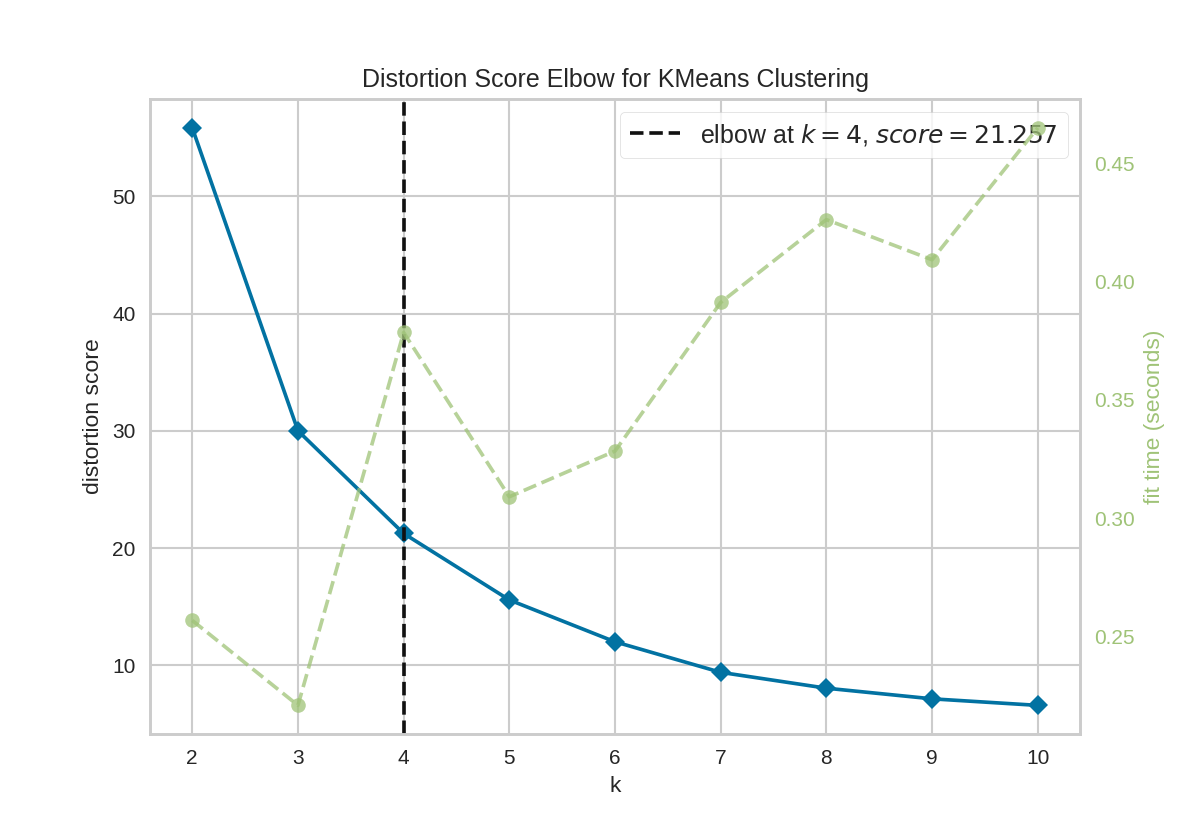 Distortion Score Elbow for KMeans Clustering
elbow at k = 4, score = 21.257
distortion score
50
40
30
20
10
0.45
0.40
0.35
0.30
0.25
fit time (seconds)
2 3 4 5 6 7 8 9 10
k